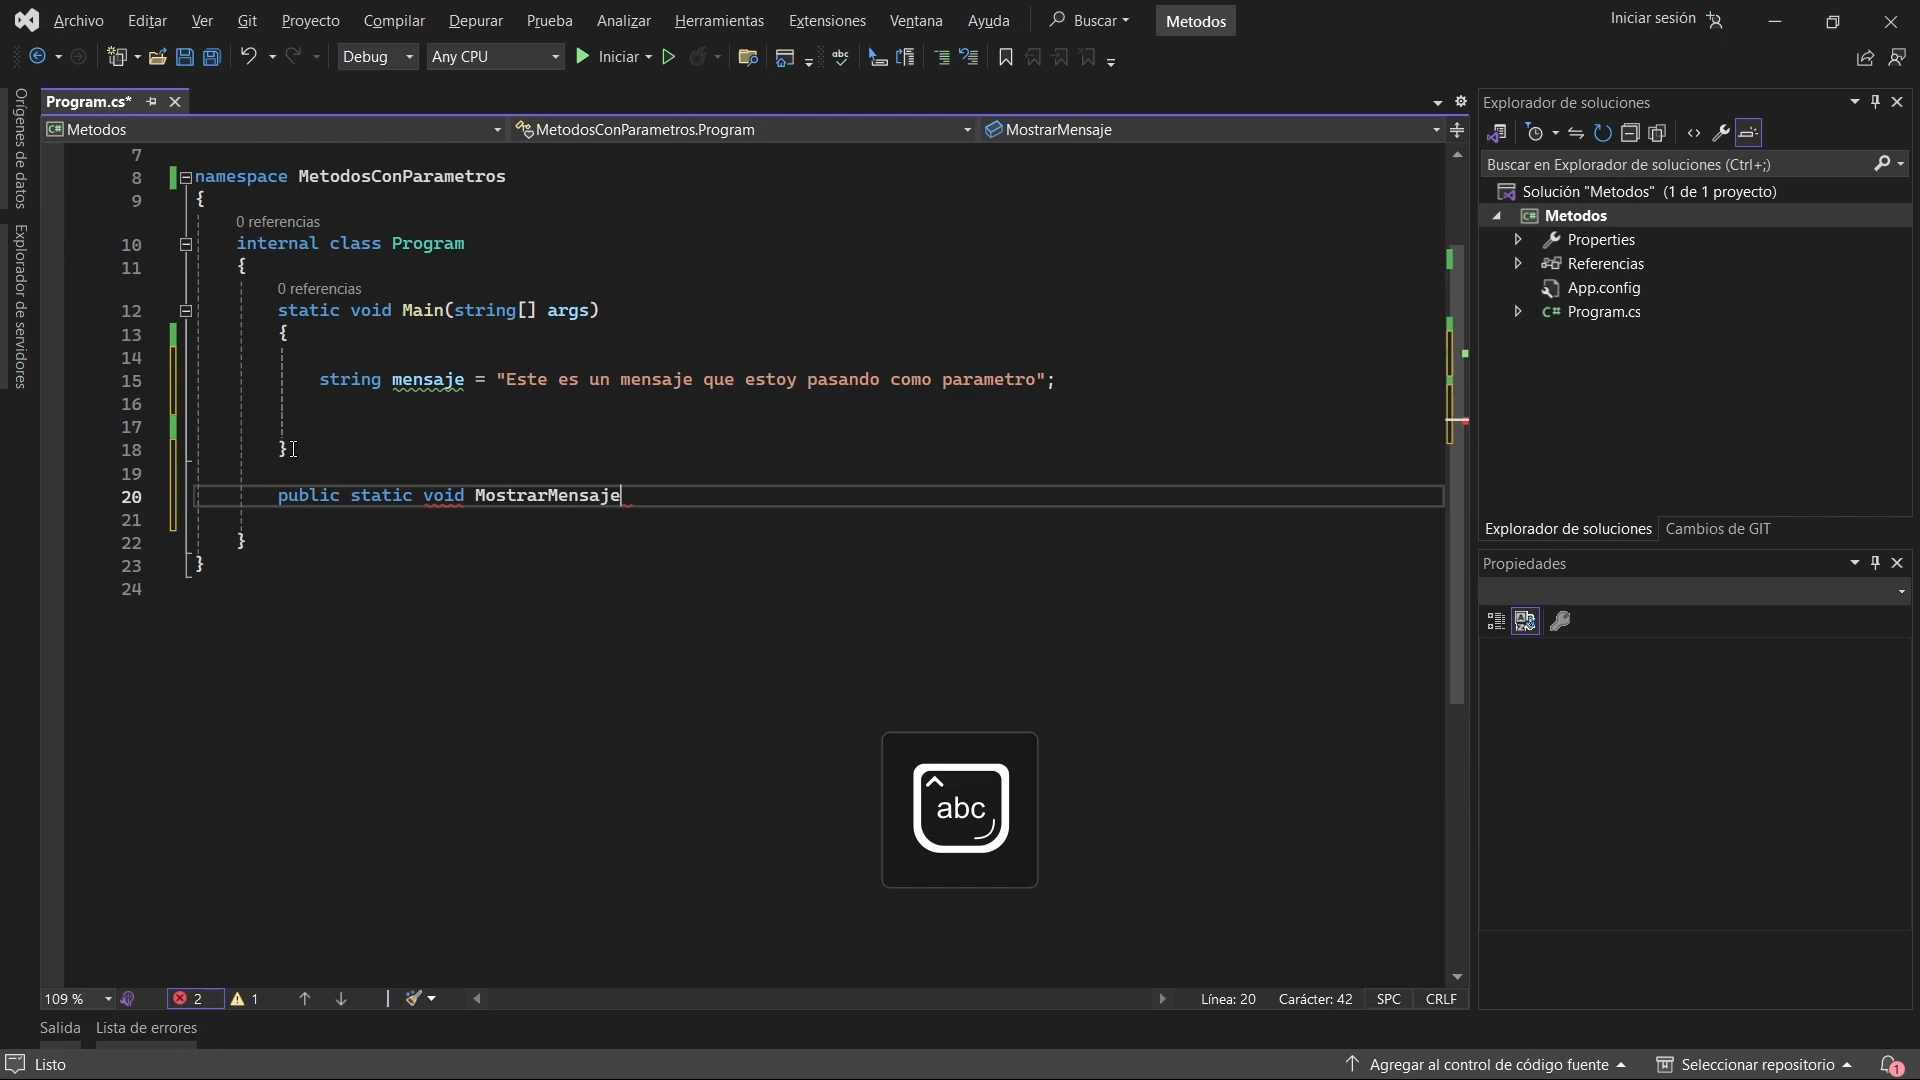 Archivo Editar Ver Git Proyecto Compilar Depurar Prueba Analizar Herramientas Extensiones Ventana Ayuda Buscar Metodos Iniciar sesión
Debug Any CPU Iniciar abc
Orígenes de datos
Explorador de servidores
Program.cs*
Metodos MetodosConParametros.Program MostrarMensaje
7
8 namespace MetodosConParametros
9 {
0 referencias
10 internal class Program
11 {
0 referencias
12 static void Main(string[] args)
13 {
14
15 string mensaje = "Este es un mensaje que estoy pasando como parametro";
16
17
18 }
19
20 public static void MostrarMensaje
21
22 }
23 }
24
abc
109 % 2 1 Línea: 20 Carácter: 42 SPC CRLF
Salida Lista de errores
Explorador de soluciones
Buscar en Explorador de soluciones (Ctrl+;)
Solución "Metodos" (1 de 1 proyecto)
C# Metodos
Properties
Referencias
App.config
C# Program.cs
Explorador de soluciones Cambios de GIT
Propiedades
Listo Agregar al control de código fuente Seleccionar repositorio 1